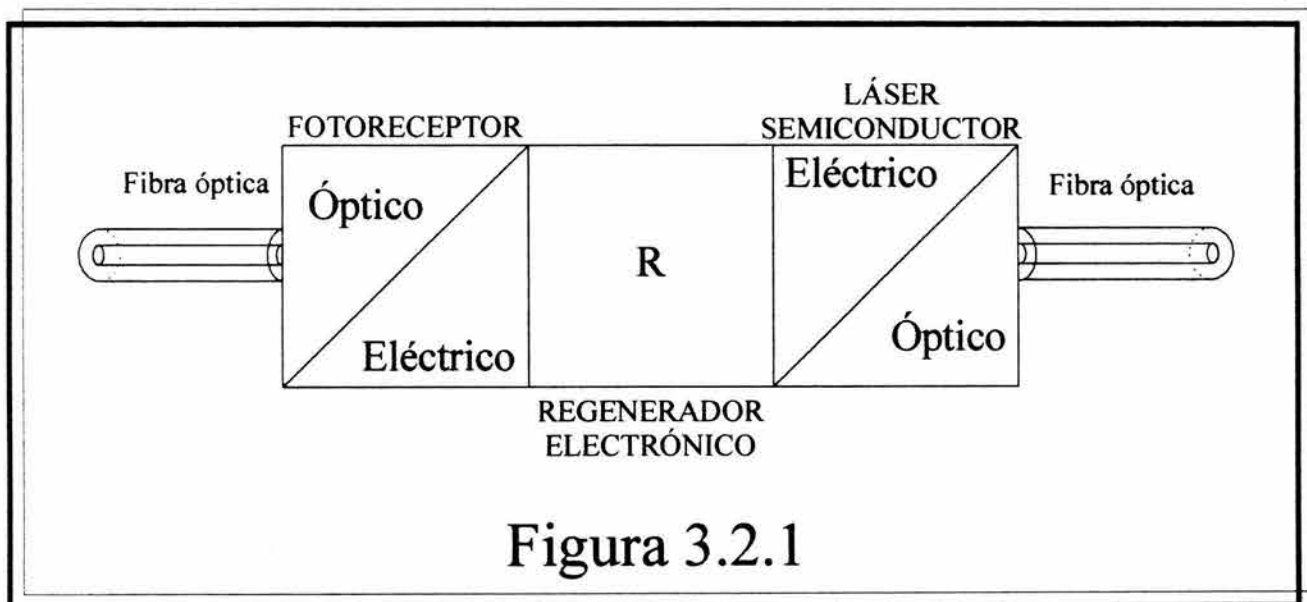 FOTORECEPTOR
LÁSER
SEMICONDUCTOR
Fibra óptica
Óptico
Eléctrico
R
Eléctrico
Óptico
Fibra óptica
REGENERADOR
ELECTRÓNICO
Figura 3.2.1